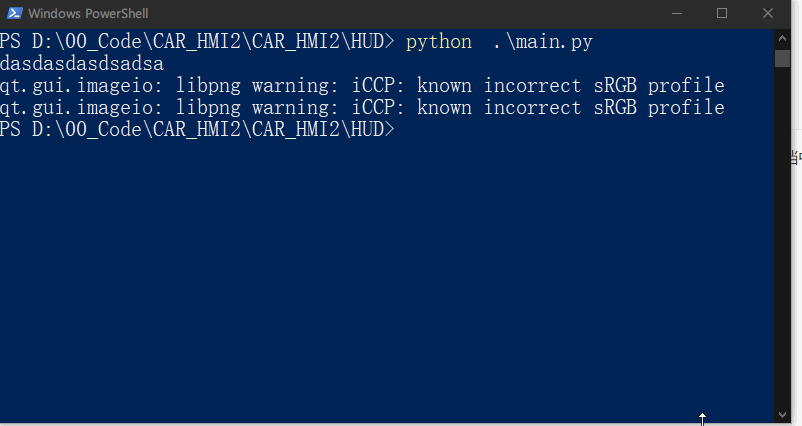 Windows PowerShell
PS D:\00_Code\CAR_HMI2\CAR_HMI2\HUD> python  .\main.py
dasdasdasdsadsa
qt.gui.imageio: libpng warning: iCCP: known incorrect sRGB profile
qt.gui.imageio: libpng warning: iCCP: known incorrect sRGB profile
PS D:\00_Code\CAR_HMI2\CAR_HMI2\HUD>